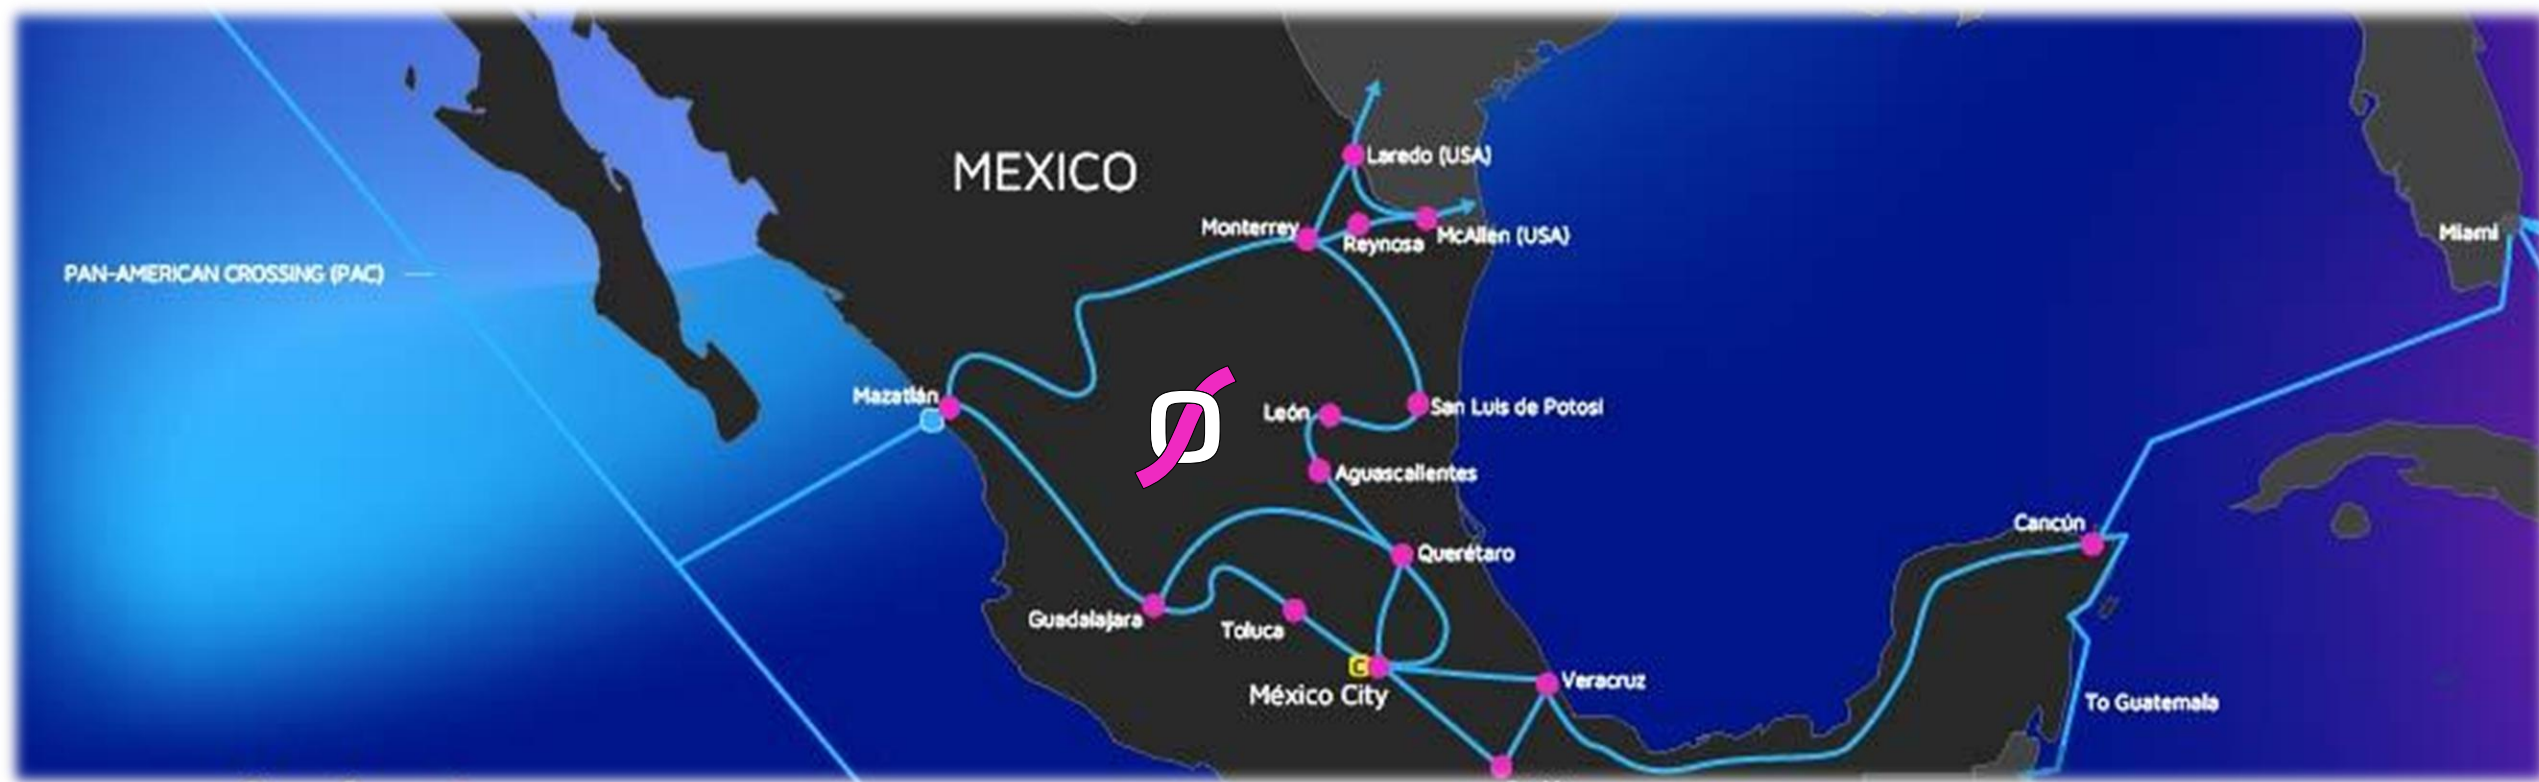 MEXICO
Laredo (USA)
Monterrey
Reynosa
McAllen (USA)
Miami
PAN-AMERICAN CROSSING (PAC)
Mazatlán
León
San Luis de Potosi
Aguascalientes
Cancún
Querétaro
Guadalajara
Toluca
C
México City
Veracruz
To Guatemala